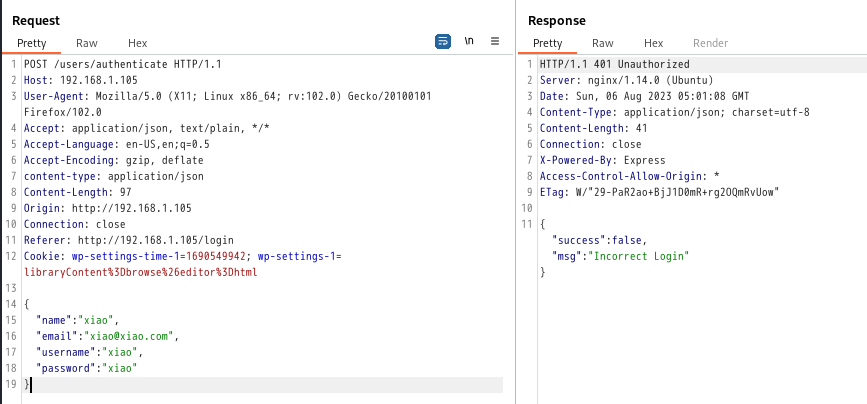 Request
Pretty Raw Hex \n
1 POST /users/authenticate HTTP/1.1
2 Host: 192.168.1.105
3 User-Agent: Mozilla/5.0 (X11; Linux x86_64; rv:102.0) Gecko/20100101
Firefox/102.0
4 Accept: application/json, text/plain, */*
5 Accept-Language: en-US,en;q=0.5
6 Accept-Encoding: gzip, deflate
7 content-type: application/json
8 Content-Length: 97
9 Origin: http://192.168.1.105
10 Connection: close
11 Referer: http://192.168.1.105/login
12 Cookie: wp-settings-time-1=1690549942; wp-settings-1=
libraryContent%3Dbrowse%26editor%3Dhtml
13
14 {
15 "name":"xiao",
16 "email":"xiao@xiao.com",
17 "username":"xiao",
18 "password":"xiao"
19 }
Response
Pretty Raw Hex Render
1 HTTP/1.1 401 Unauthorized
2 Server: nginx/1.14.0 (Ubuntu)
3 Date: Sun, 06 Aug 2023 05:01:08 GMT
4 Content-Type: application/json; charset=utf-8
5 Content-Length: 41
6 Connection: close
7 X-Powered-By: Express
8 Access-Control-Allow-Origin: *
9 ETag: W/"29-PaR2ao+BjJ1D0mR+rg2OQmRvUow"
10
11 {
"success":false,
"msg":"Incorrect Login"
}